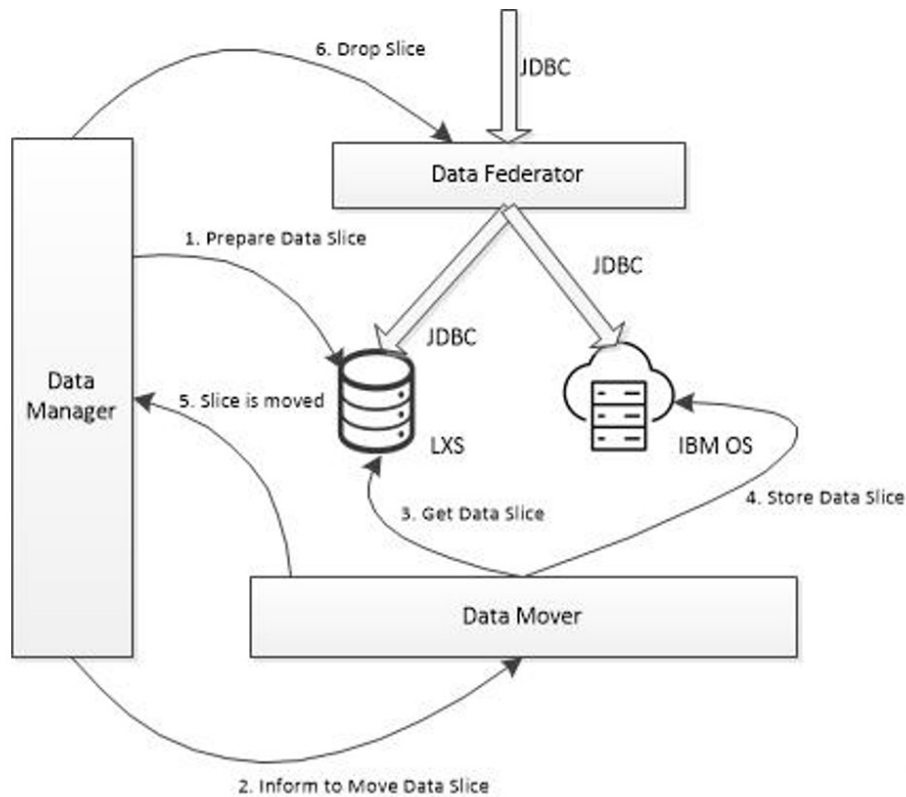 6. Drop Slice
JDBC
Data Federator
1. Prepare Data Slice
JDBC
JDBC
Data
Manager
5. Slice is moved
LXS
IBM OS
3. Get Data Slice
4. Store Data Slice
Data Mover
2. Inform to Move Data Slice